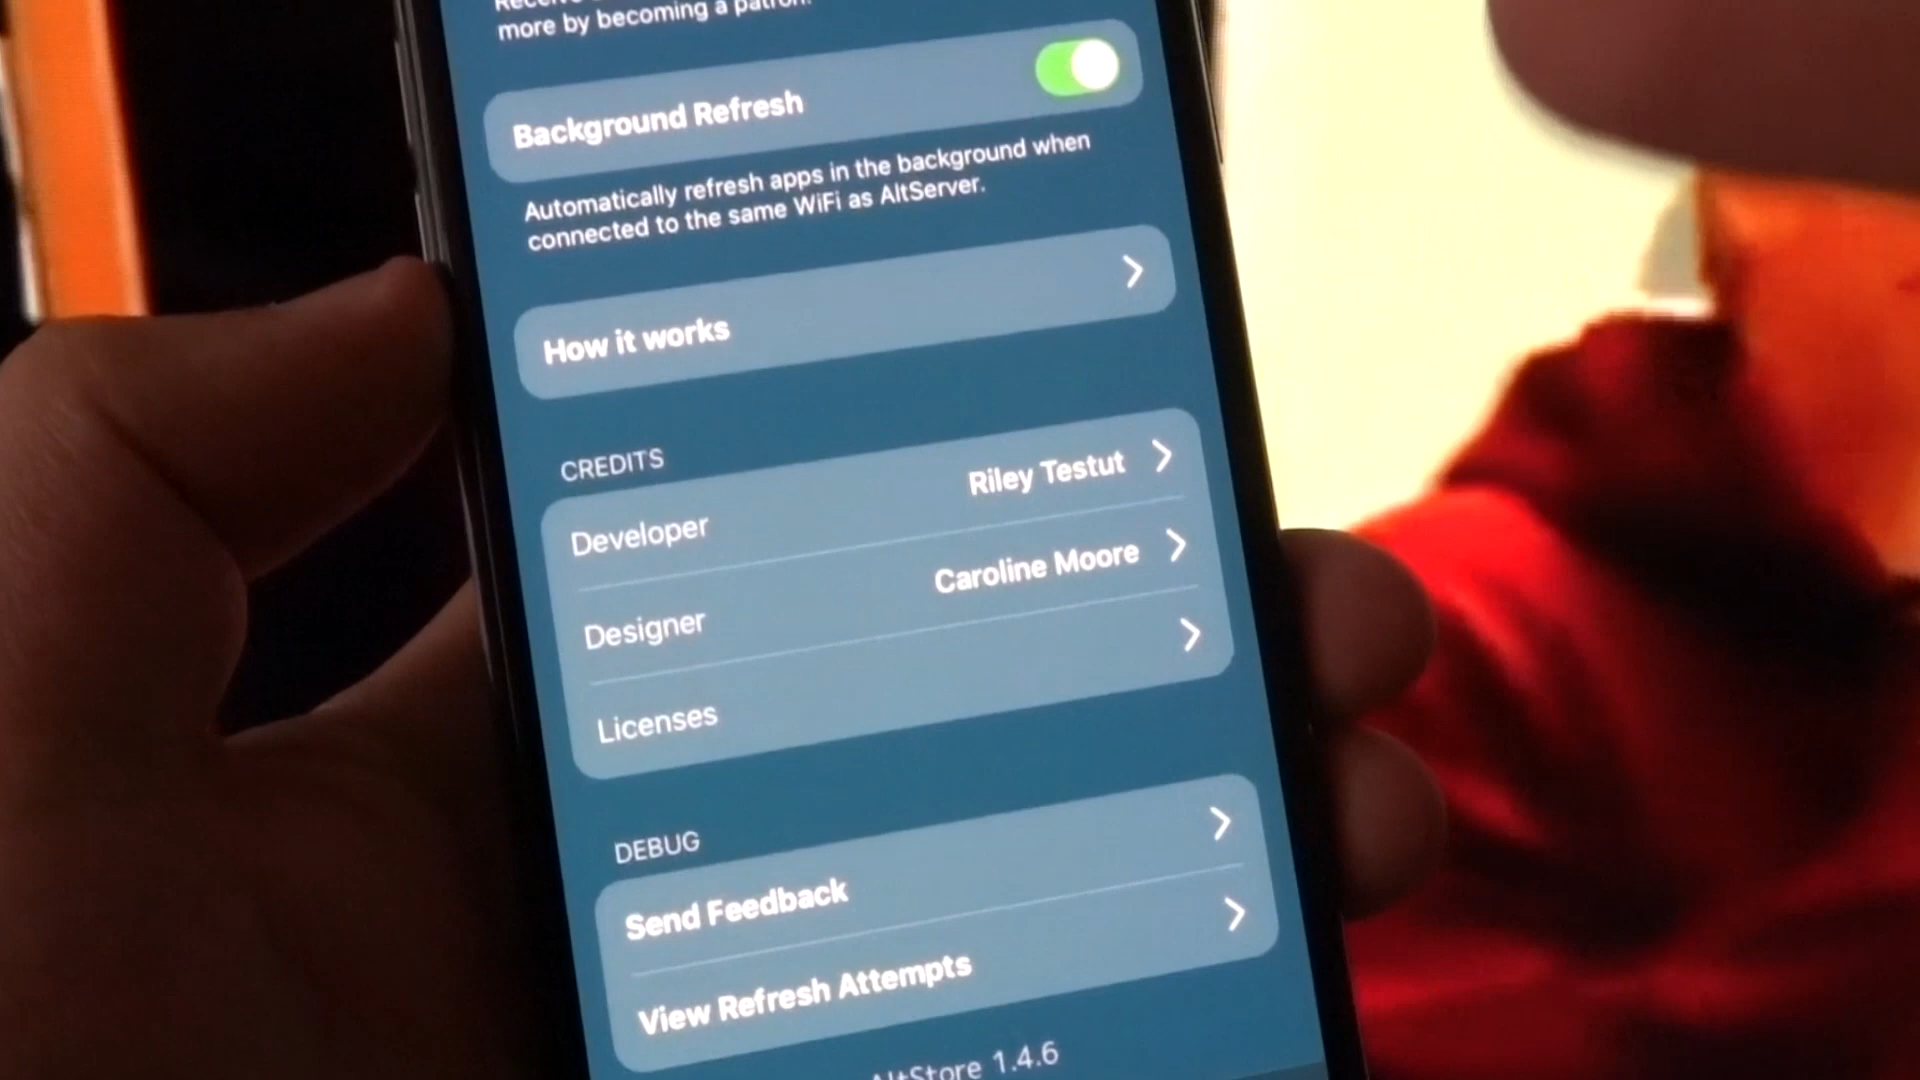 more by becoming a patron.
Background Refresh
Automatically refresh apps in the background when
connected to the same WiFi as AltServer.
How it works
CREDITS
Developer Riley Testut
Designer Caroline Moore
Licenses
DEBUG
Send Feedback
View Refresh Attempts
AltStore 1.4.6